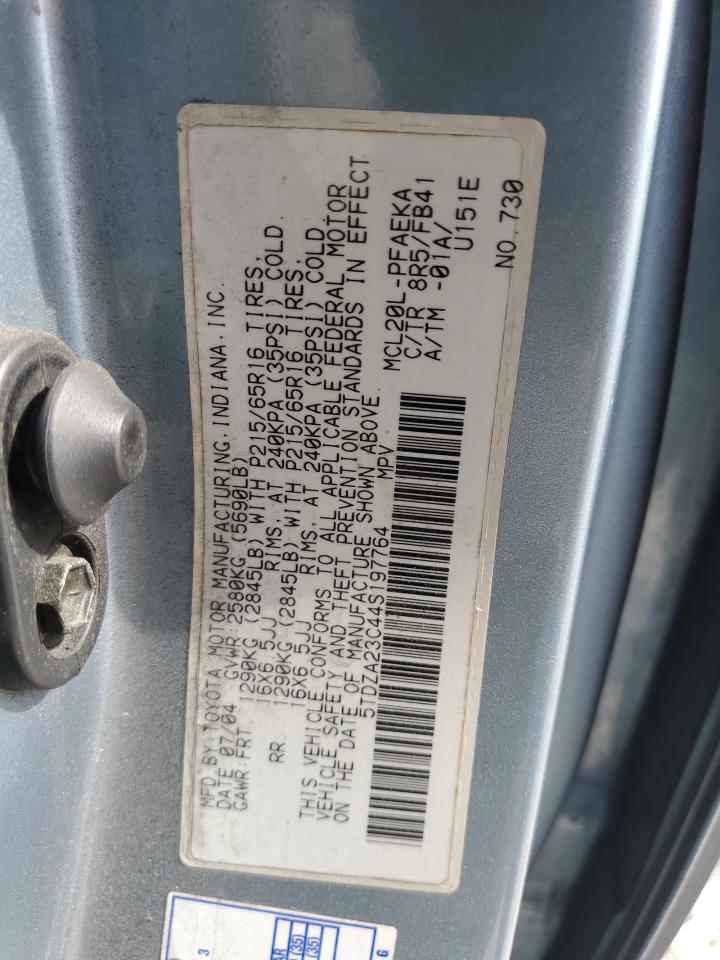 MFD BY: TOYOTA MOTOR MANUFACTURING, INDIANA, INC.
DATE 07/04 GVWR: 2580KG (5690LB)
GAWR: FRT 1290KG (2845LB) WITH P215/65R16 TIRES,
16X6.5JJ RIMS, AT 240KPA (35PSI) COLD.
RR. 1290KG (2845LB) WITH P215/65R16 TIRES,
16X6.5JJ RIMS, AT 240KPA (35PSI) COLD
THIS VEHICLE CONFORMS TO ALL APPLICABLE FEDERAL MOTOR
VEHICLE SAFETY AND THEFT PREVENTION STANDARDS IN EFFECT
ON THE DATE OF MANUFACTURE SHOWN ABOVE.
5TDZA23C44S197764 MPV
MCL20L-PFAEKA
C/TR 8R5/FB41
A/TM -01A/
U151E
NO. 730
3
(35)
(35)
G